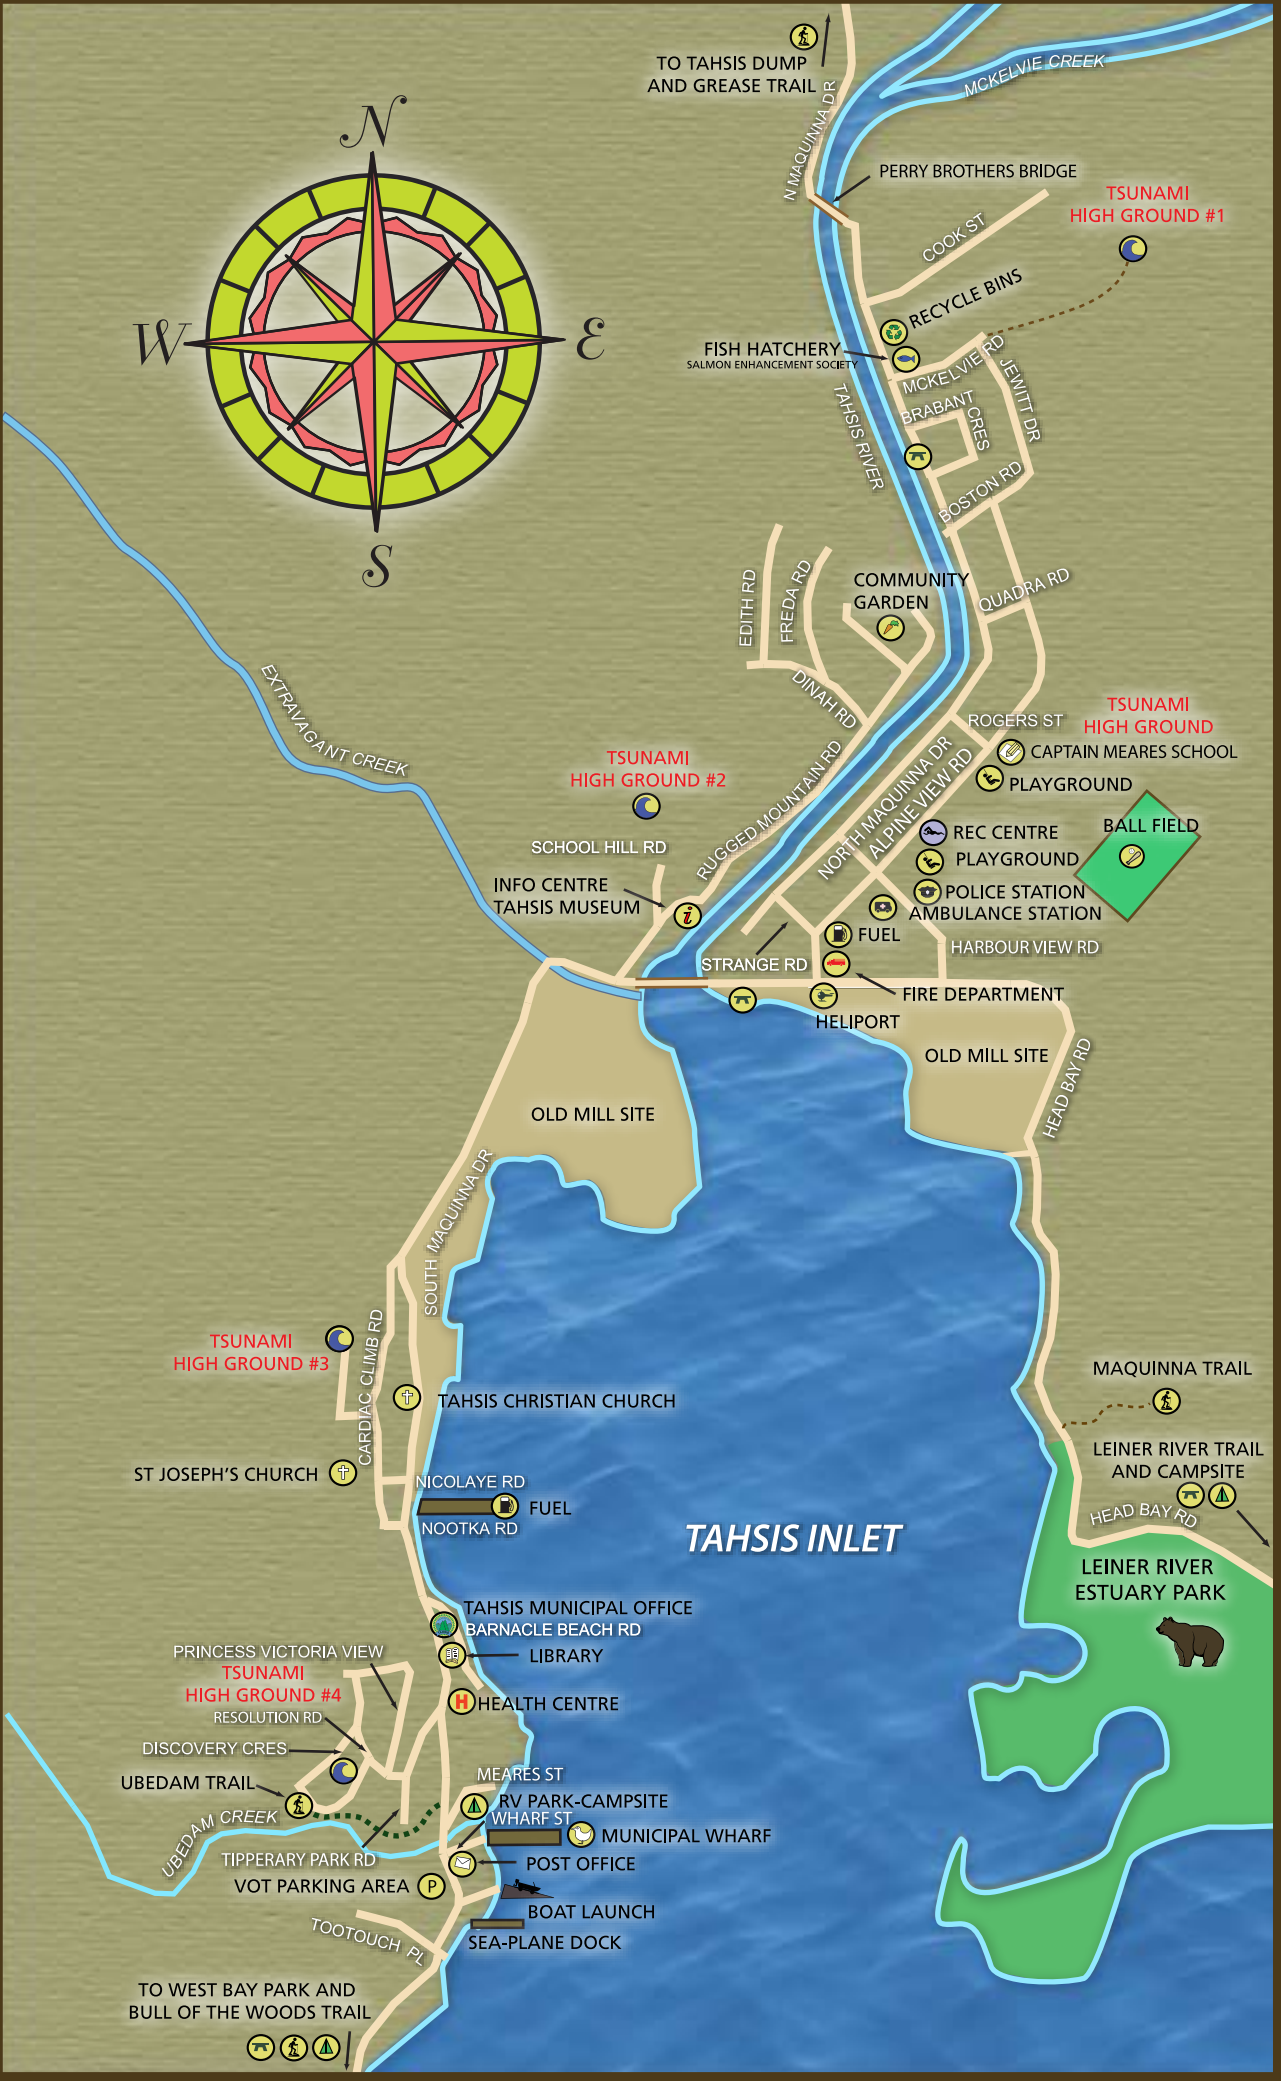 TO TAHSIS DUMP
AND GREASE TRAIL
N MAQUINNA DR
MCKELVIE CREEK
N
W
E
S
PERRY BROTHERS BRIDGE
TSUNAMI
HIGH GROUND #1
COOK ST
RECYCLE BINS
FISH HATCHERY
SALMON ENHANCEMENT SOCIETY
MCKELVIE RD
JEWITT DR
BRABANT
CRES
TAHSIS RIVER
BOSTON RD
QUADRA RD
EDITH RD
FREDA RD
COMMUNITY
GARDEN
DINAH RD
EXTRAVAGANT CREEK
ROGERS ST
TSUNAMI
HIGH GROUND
CAPTAIN MEARES SCHOOL
PLAYGROUND
TSUNAMI
HIGH GROUND #2
RUGGED MOUNTAIN RD
NORTH MAQUINNA DR
ALPINE VIEW RD
BALL FIELD
REC CENTRE
PLAYGROUND
POLICE STATION
AMBULANCE STATION
SCHOOL HILL RD
INFO CENTRE
TAHSIS MUSEUM
i
FUEL
HARBOUR VIEW RD
STRANGE RD
FIRE DEPARTMENT
HELIPORT
OLD MILL SITE
HEAD BAY RD
OLD MILL SITE
SOUTH MAQUINNA DR
TSUNAMI
HIGH GROUND #3
CARDIAC CLIMB RD
TAHSIS CHRISTIAN CHURCH
MAQUINNA TRAIL
ST JOSEPH'S CHURCH
NICOLAYE RD
FUEL
NOOTKA RD
LEINER RIVER TRAIL
AND CAMPSITE
HEAD BAY RD
TAHSIS INLET
LEINER RIVER
ESTUARY PARK
TAHSIS MUNICIPAL OFFICE
BARNACLE BEACH RD
LIBRARY
PRINCESS VICTORIA VIEW
TSUNAMI
HIGH GROUND #4
RESOLUTION RD
H
HEALTH CENTRE
DISCOVERY CRES
UBEDAM TRAIL
MEARES ST
RV PARK-CAMPSITE
WHARF ST
UBEDAM CREEK
MUNICIPAL WHARF
TIPPERARY PARK RD
POST OFFICE
VOT PARKING AREA
P
BOAT LAUNCH
TOOTOUCH PL
SEA-PLANE DOCK
TO WEST BAY PARK AND
BULL OF THE WOODS TRAIL